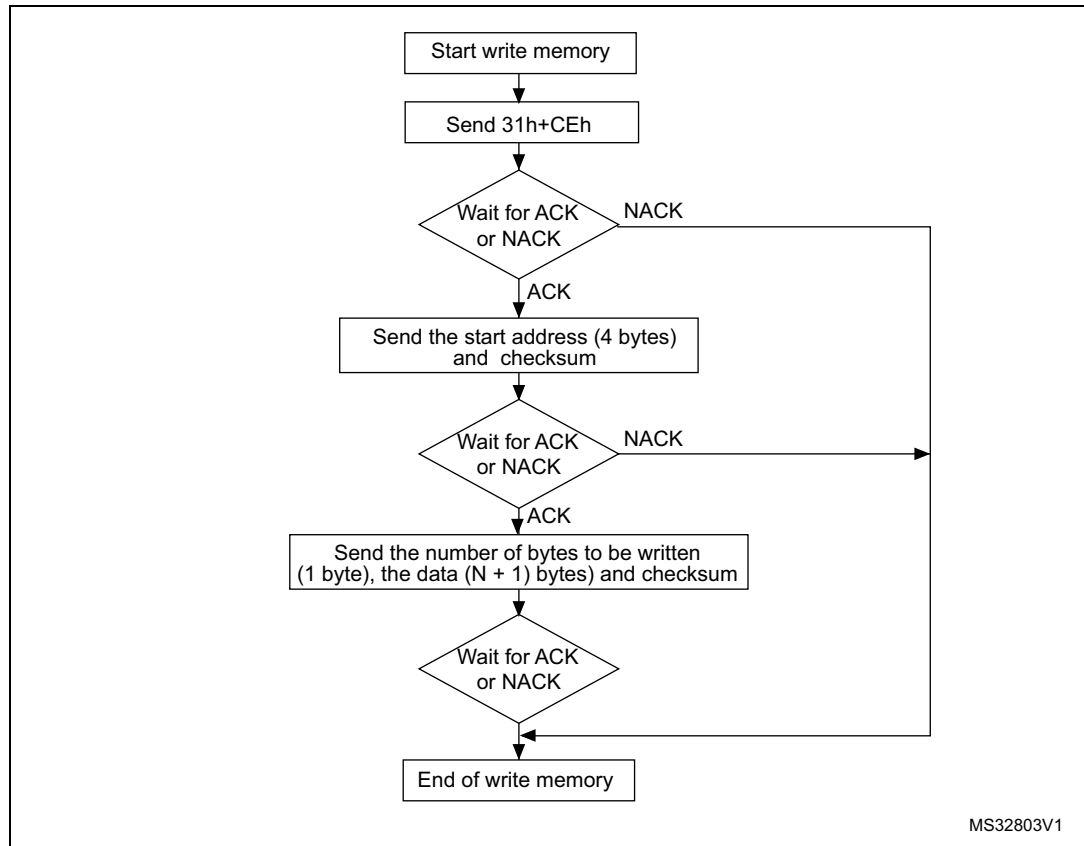 Start write memory
Send 31h+CEh
Wait for ACK
or NACK
NACK
ACK
Send the start address (4 bytes)
and checksum
Wait for ACK
or NACK
NACK
ACK
Send the number of bytes to be written
(1 byte), the data (N + 1) bytes) and checksum
Wait for ACK
or NACK
End of write memory
MS32803V1